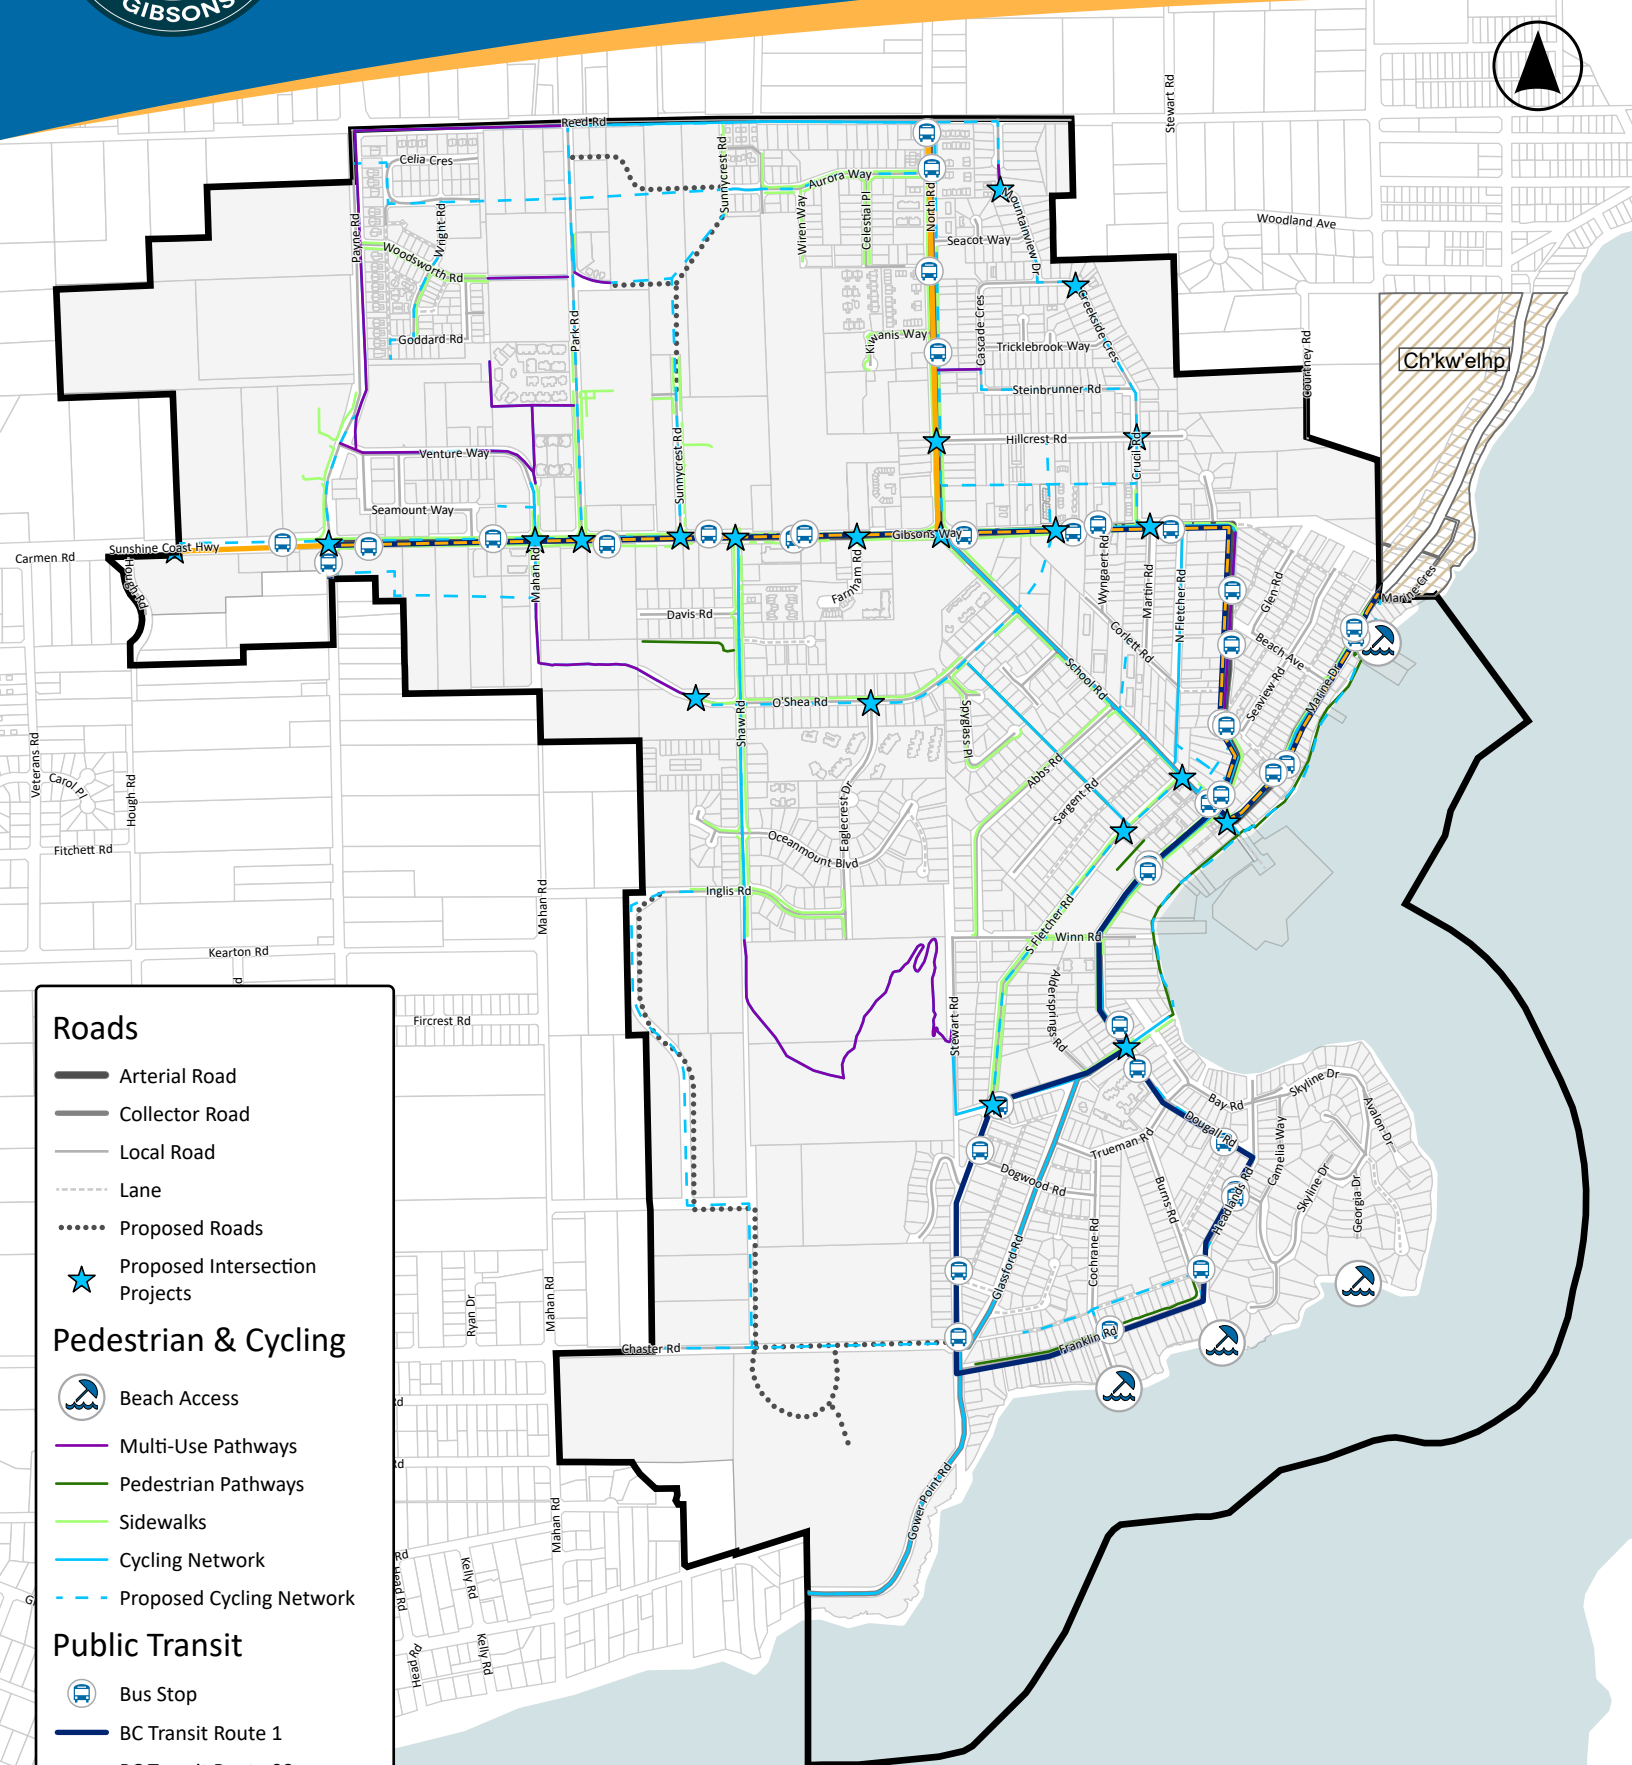 GIBSONS
Reed Rd
Stewart Rd
Celia Cres
Sunnycrest Rd
Aurora Way
Woodland Ave
Payne Rd
Wright Rd
Wiren Way
Celestial Pl
North Rd
Mountainview Dr
Seacot Way
Woodsworth Rd
Creekside Cres
Cascade Cres
Park Rd
Goddard Rd
Kiwanis Way
Tricklebrook Way
Courtney Rd
Ch'kw'elhp
Steinbrunner Rd
Venture Way
Sunnycrest Rd
Hillcrest Rd
Crucil Rd
Seamount Way
Carmen Rd
Sunshine Coast Hwy
Gibsons Way
Hough Rd
Mahan Rd
Farnham Rd
Wyngaert Rd
Martin Rd
N Fletcher Rd
Glen Rd
Marine Cres
Davis Rd
Corlett Rd
Beach Ave
School Rd
Seaview Rd
Marine Dr
O'Shea Rd
Shaw Rd
Spyglass Pl
Veterans Rd
Carol Pl
Hough Rd
Abbs Rd
Sargent Rd
Eaglecrest Dr
Oceanmount Blvd
Fitchett Rd
Inglis Rd
Mahan Rd
S Fletcher Rd
Winn Rd
Kearton Rd
d
Fircrest Rd
Stewart Rd
Aldersprings Rd
Skyline Dr
Bay Rd
Avalon Dr
Dougall Rd
Trueman Rd
Camelia Way
Dogwood Rd
Burns Rd
Headlands Rd
Skyline Dr
Georgia Dr
Glassford Rd
Cochrane Rd
Mahan Rd
Ryan Dr
Chaster Rd
Franklin Rd
Rd
Rd
Mahan Rd
Gower Point Rd
Rd
Head Rd
Kelly Rd
Head Rd
Kelly Rd
Roads
Arterial Road
Collector Road
Local Road
Lane
Proposed Roads
Proposed Intersection
Projects
Pedestrian & Cycling
Beach Access
Multi-Use Pathways
Pedestrian Pathways
Sidewalks
Cycling Network
Proposed Cycling Network
Public Transit
Bus Stop
BC Transit Route 1